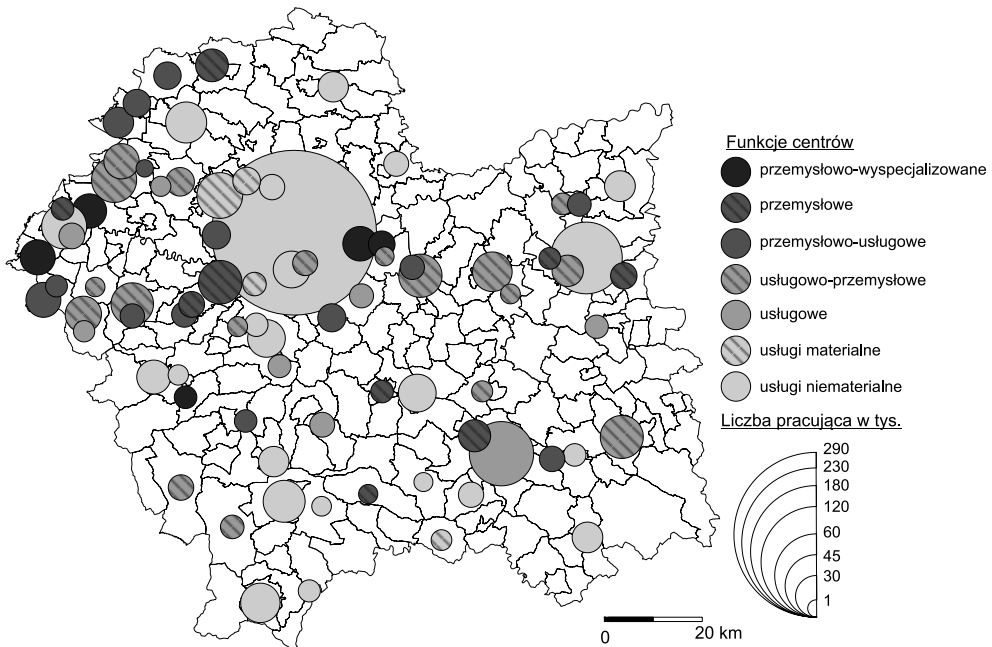 Funkcje centrów
przemysłowo-wyspecjalizowane
przemysłowe
przemysłowo-usługowe
usługowo-przemysłowe
usługowe
usługi materialne
usługi niematerialne
Liczba pracująca w tys.
290
230
180
120
60
45
30
1
0 20 km